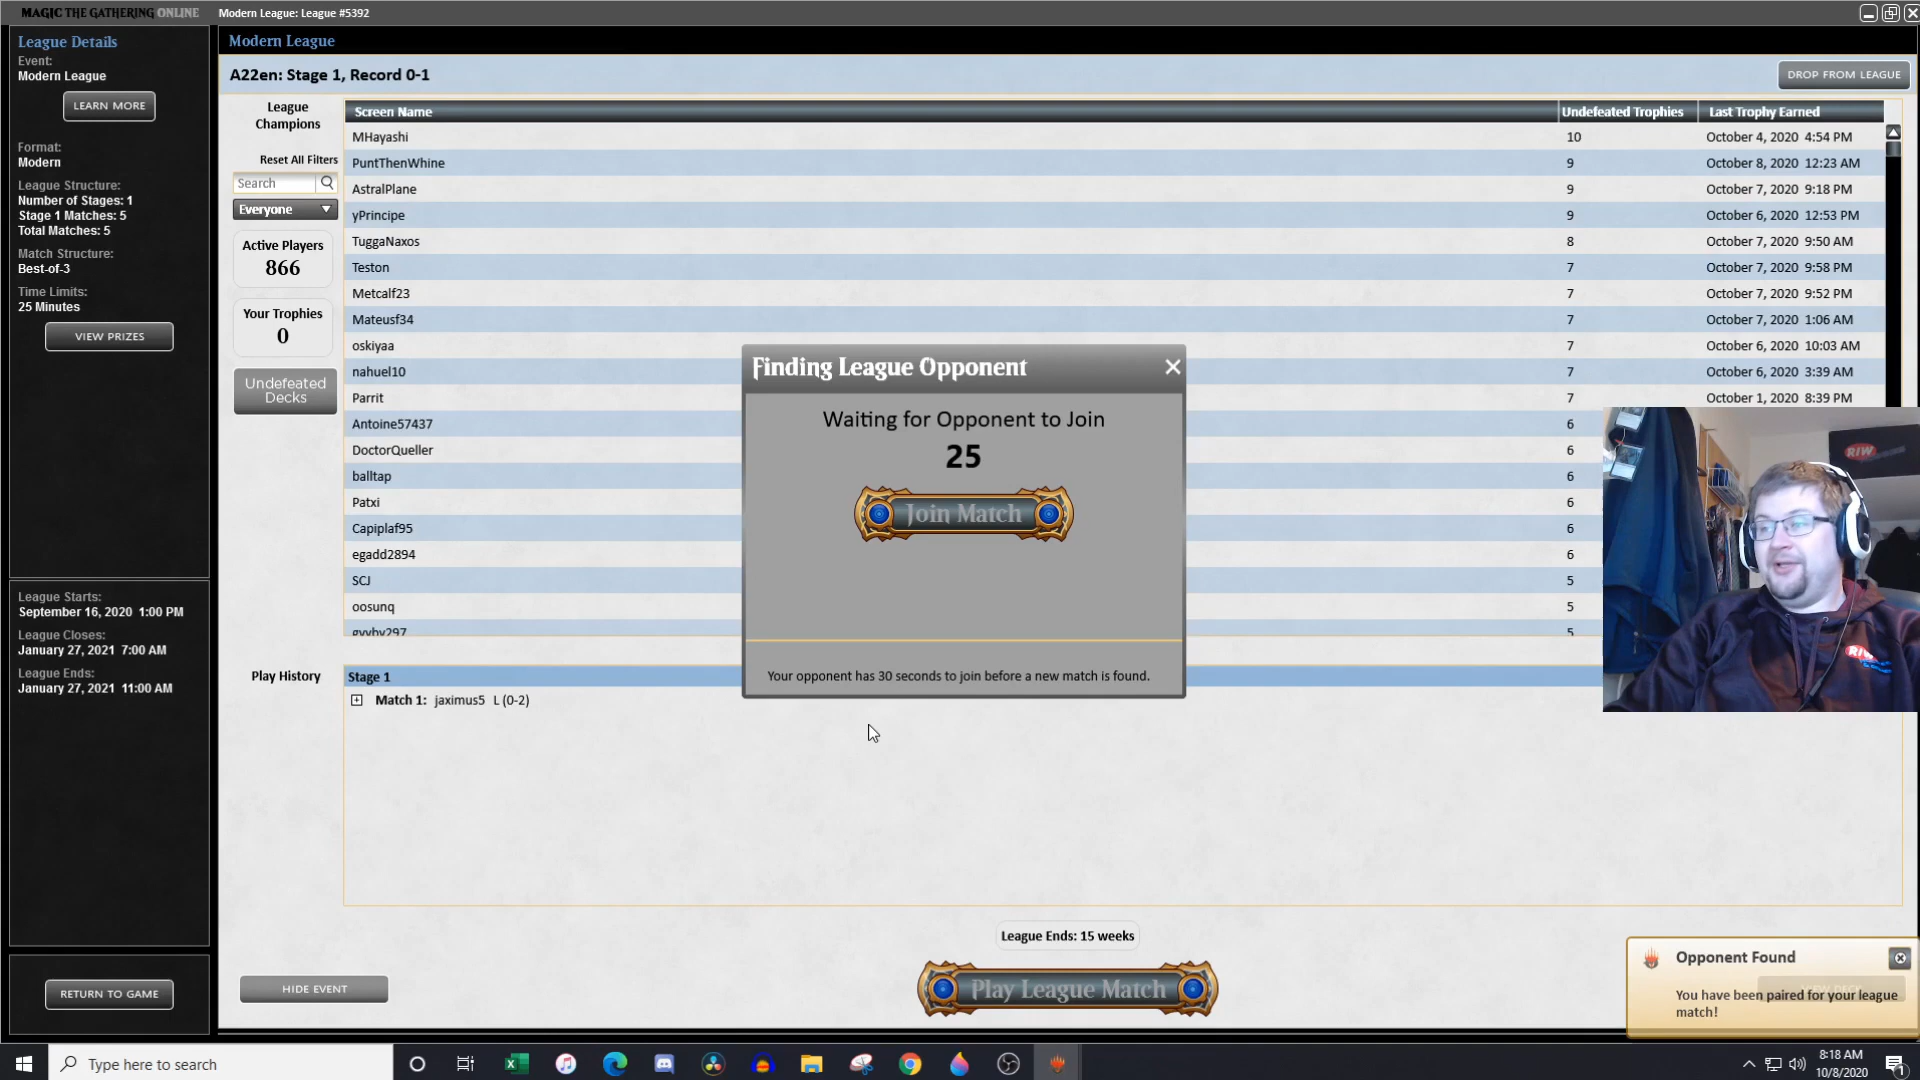 MAGIC THE GATHERING ONLINE
Modern League: League #5392
League Details
Event:
Modern League
LEARN MORE
Format:
Modern
League Structure:
Number of Stages: 1
Stage 1 Matches: 5
Total Matches: 5
Match Structure:
Best-of-3
Time Limits:
25 Minutes
VIEW PRIZES
League Starts:
September 16, 2020 1:00 PM
League Closes:
January 27, 2021 7:00 AM
League Ends:
January 27, 2021 11:00 AM
RETURN TO GAME
Modern League
A22en: Stage 1, Record 0-1
DROP FROM LEAGUE
League
Champions
Reset All Filters
Search
Everyone
Active Players
866
Your Trophies
0
Undefeated
Decks
Screen Name Undefeated Trophies Last Trophy Earned
MHayashi 10 October 4, 2020 4:54 PM
PuntThenWhine 9 October 8, 2020 12:23 AM
AstralPlane 9 October 7, 2020 9:18 PM
yPrincipe 9 October 6, 2020 12:53 PM
TuggaNaxos 8 October 7, 2020 9:50 AM
Teston 7 October 7, 2020 9:58 PM
Metcalf23 7 October 7, 2020 9:52 PM
Mateusf34 7 October 7, 2020 1:06 AM
oskiyaa 7 October 6, 2020 10:03 AM
nahuel10 7 October 6, 2020 3:39 AM
Parrit 7 October 1, 2020 8:39 PM
Antoine57437 6
DoctorQueller 6
balltap 6
Patxi 6
Capiplaf95 6
egadd2894 6
SCJ 5
oosunq 5
gyyby297 5
Finding League Opponent
Waiting for Opponent to Join
25
Join Match
Your opponent has 30 seconds to join before a new match is found.
RIW
RIW
Play History
Stage 1
Match 1: jaximus5 L (0-2)
League Ends: 15 weeks
HIDE EVENT
Play League Match
Opponent Found
You have been paired for your league
match!
Type here to search
8:18 AM
10/8/2020
1